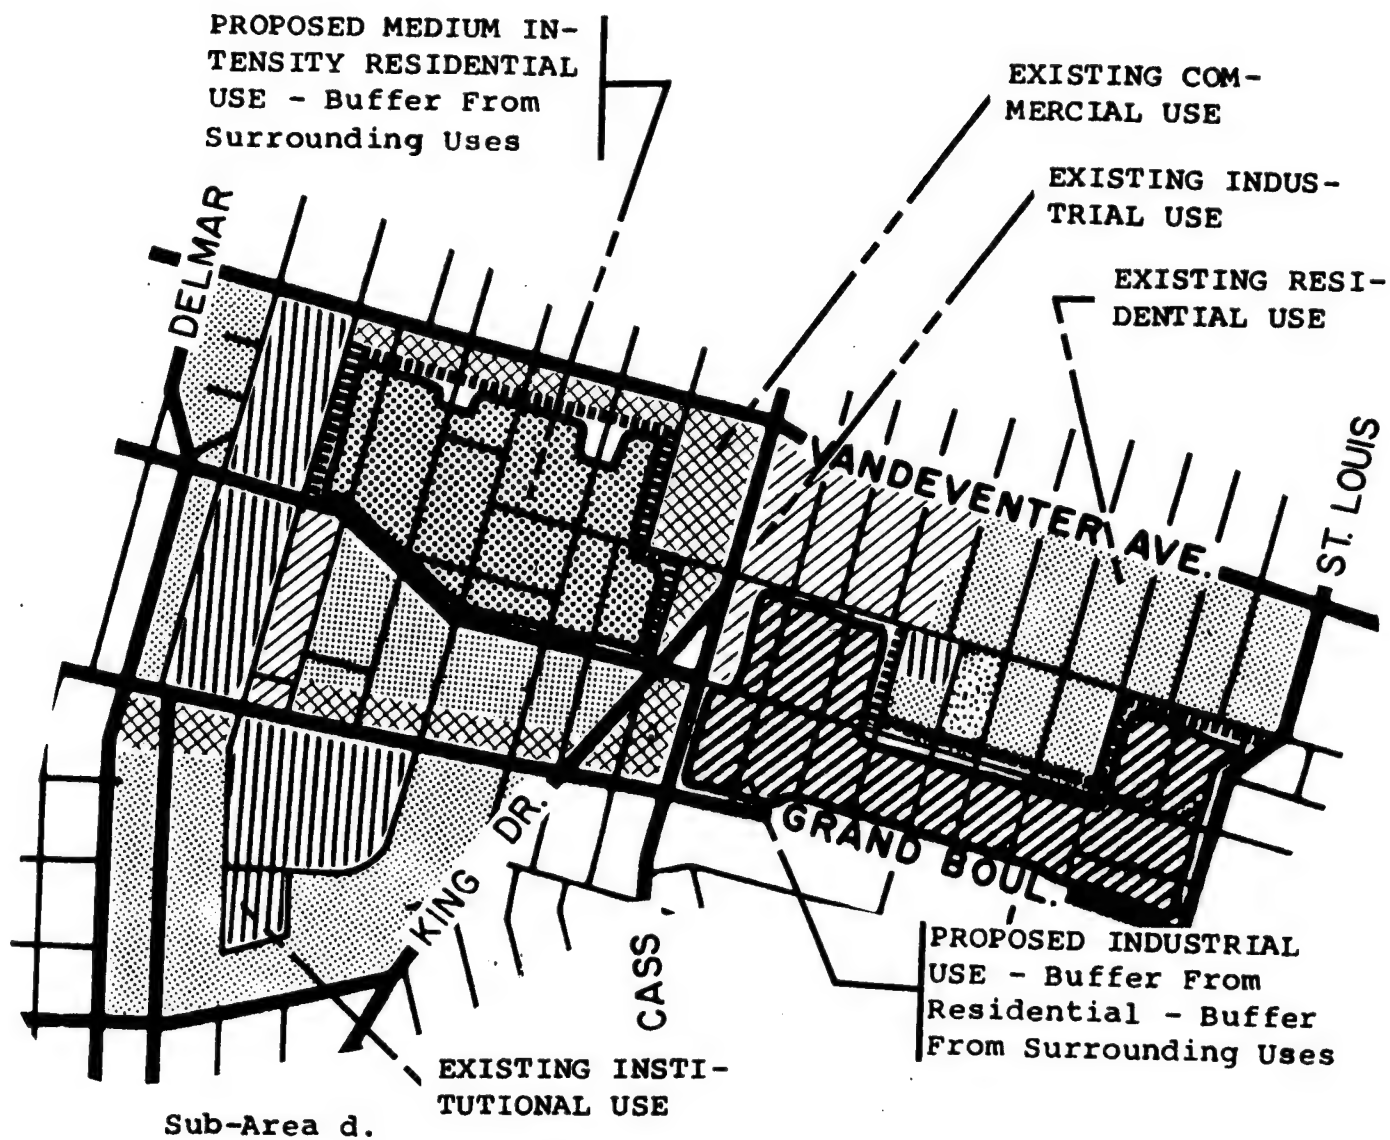 PROPOSED MEDIUM IN-
TENSITY RESIDENTIAL
USE - Buffer From
Surrounding Uses
EXISTING COM-
MERCIAL USE
EXISTING INDUS-
TRIAL USE
EXISTING RESI-
DENTIAL USE
DELMAR
VANDEVENTER AVE.
ST. LOUIS
GRAND BOUL.
KING DR.
CASS
PROPOSED INDUSTRIAL
USE - Buffer From
Residential - Buffer
From Surrounding Uses
EXISTING INSTI-
TUTIONAL USE
Sub-Area d.